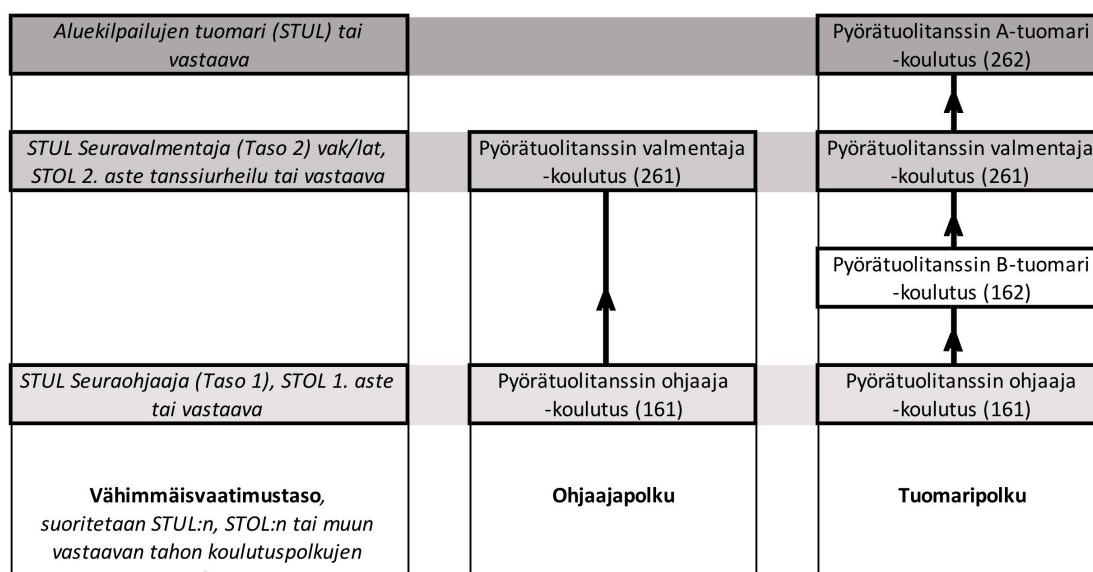 Aluekilpailujen tuomari (STUL) tai
vastaava
Pyörätuolitanssin A-tuomari
-koulutus (262)
STUL Seuravalmentaja (Taso 2) vak/lat,
STOL 2. aste tanssiurheilu tai vastaava
Pyörätuolitanssin valmentaja
-koulutus (261)
Pyörätuolitanssin valmentaja
-koulutus (261)
Pyörätuolitanssin B-tuomari
-koulutus (162)
STUL Seuraohjaaja (Taso 1), STOL 1. aste
tai vastaava
Pyörätuolitanssin ohjaaja
-koulutus (161)
Pyörätuolitanssin ohjaaja
-koulutus (161)
Vähimmäisvaatimustaso,
suoritetaan STUL:n, STOL:n tai muun
vastaavan tahon koulutuspolkujen
Ohjaajapolku
Tuomaripolku